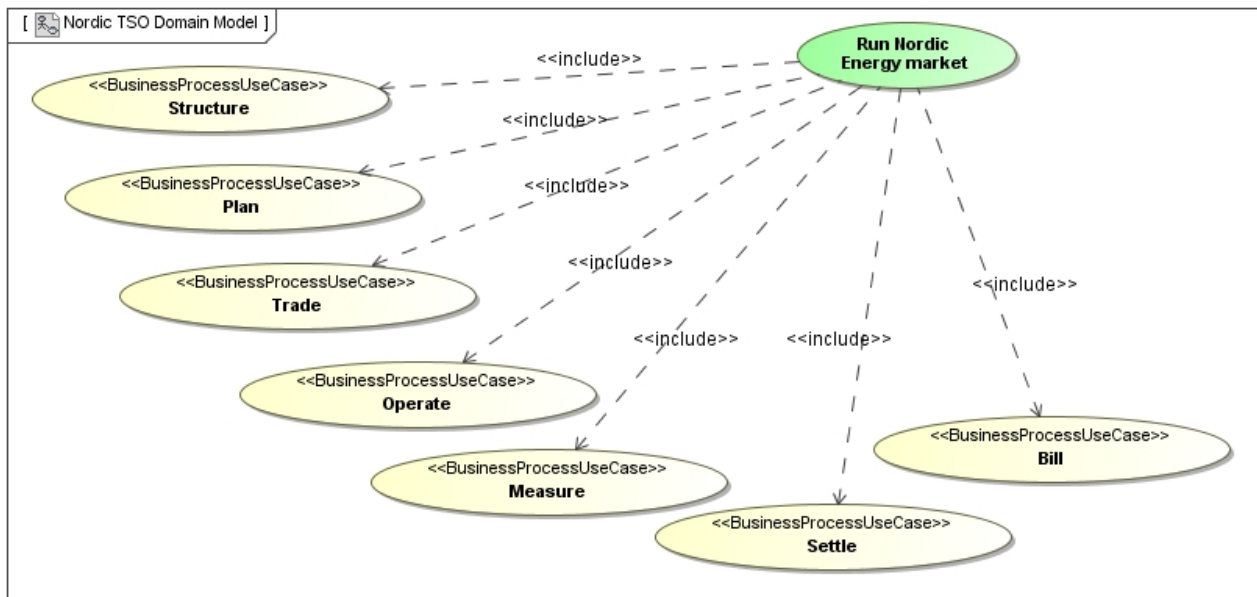 [ Nordic TSO Domain Model ]
Run Nordic
Energy market
<<include>>
<<BusinessProcessUseCase>>
Structure
<<include>>
<<BusinessProcessUseCase>>
Plan
<<include>>
<<BusinessProcessUseCase>>
Trade
<<include>>
<<BusinessProcessUseCase>>
Operate
<<include>>
<<BusinessProcessUseCase>>
Measure
<<include>>
<<BusinessProcessUseCase>>
Settle
<<include>>
<<BusinessProcessUseCase>>
Bill